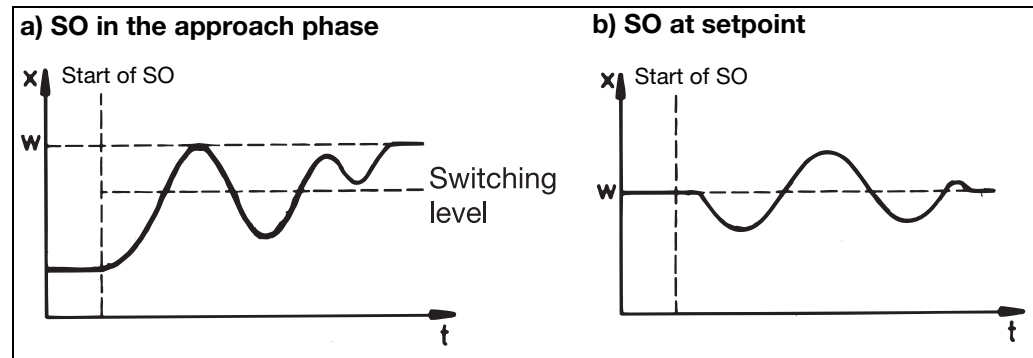 a) SO in the approach phase
x
Start of SO
w
Switching
level
t
b) SO at setpoint
x
Start of SO
w
t